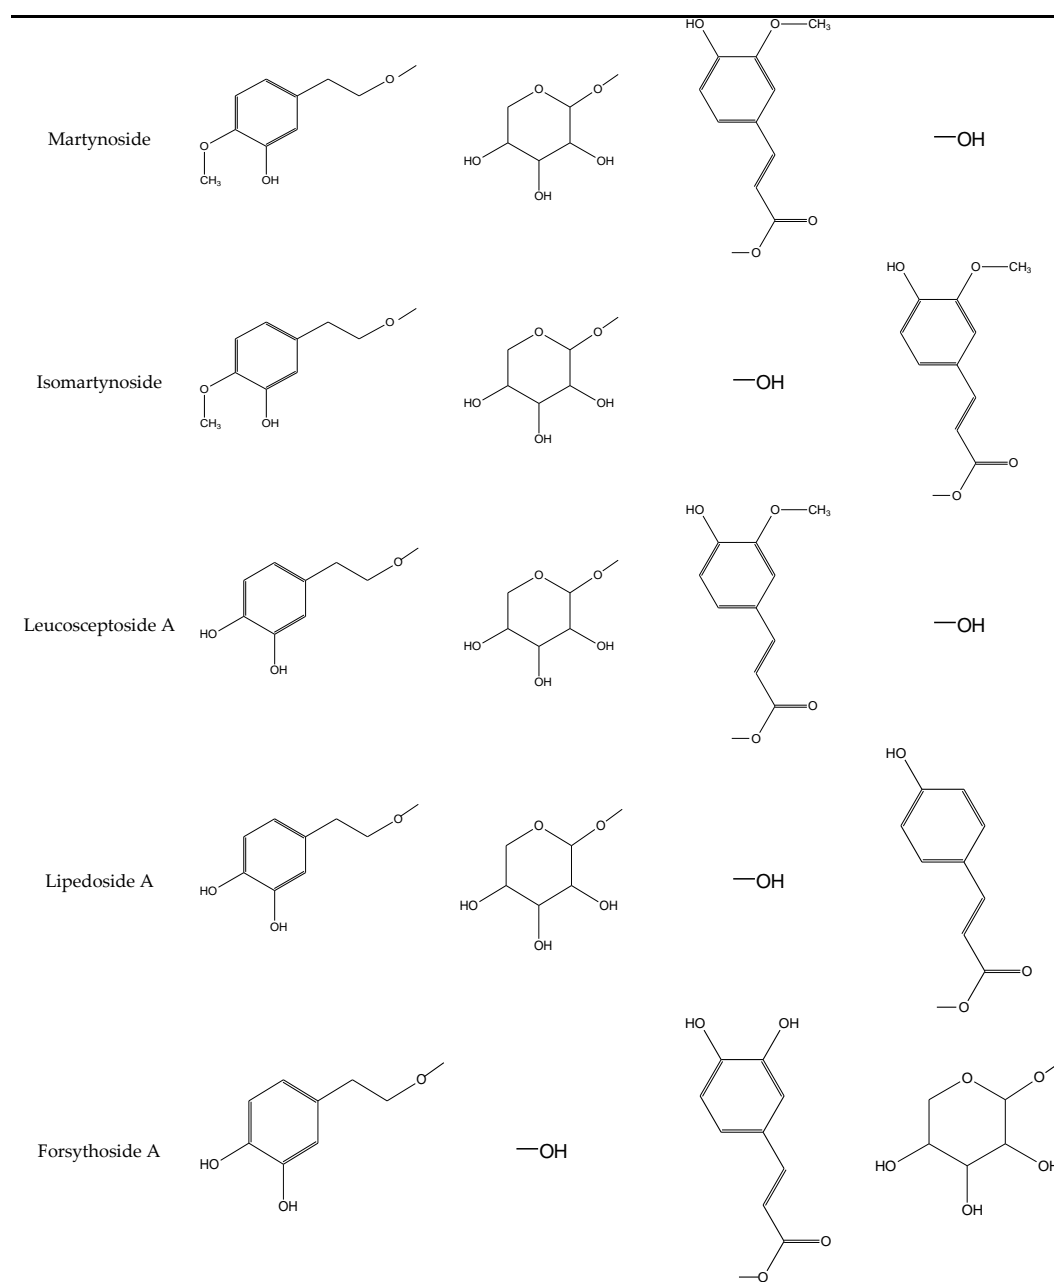 HO O CH₃
O
O O
Martynoside
O
CH₃
OH
HO
OH
OH
O
O
OH
HO O CH₃
O
O O
Isomartynoside
O
CH₃
OH
HO
OH
OH
OH
O
O
HO O CH₃
O
O O
Leucosceptoside A
HO
OH
HO
OH
OH
O
O
OH
HO
O
O O
Lipedoside A
HO
OH
HO
OH
OH
OH
O
O
HO OH
O
O O
Forsythoside A
HO
OH
OH
O
O
HO
OH
OH